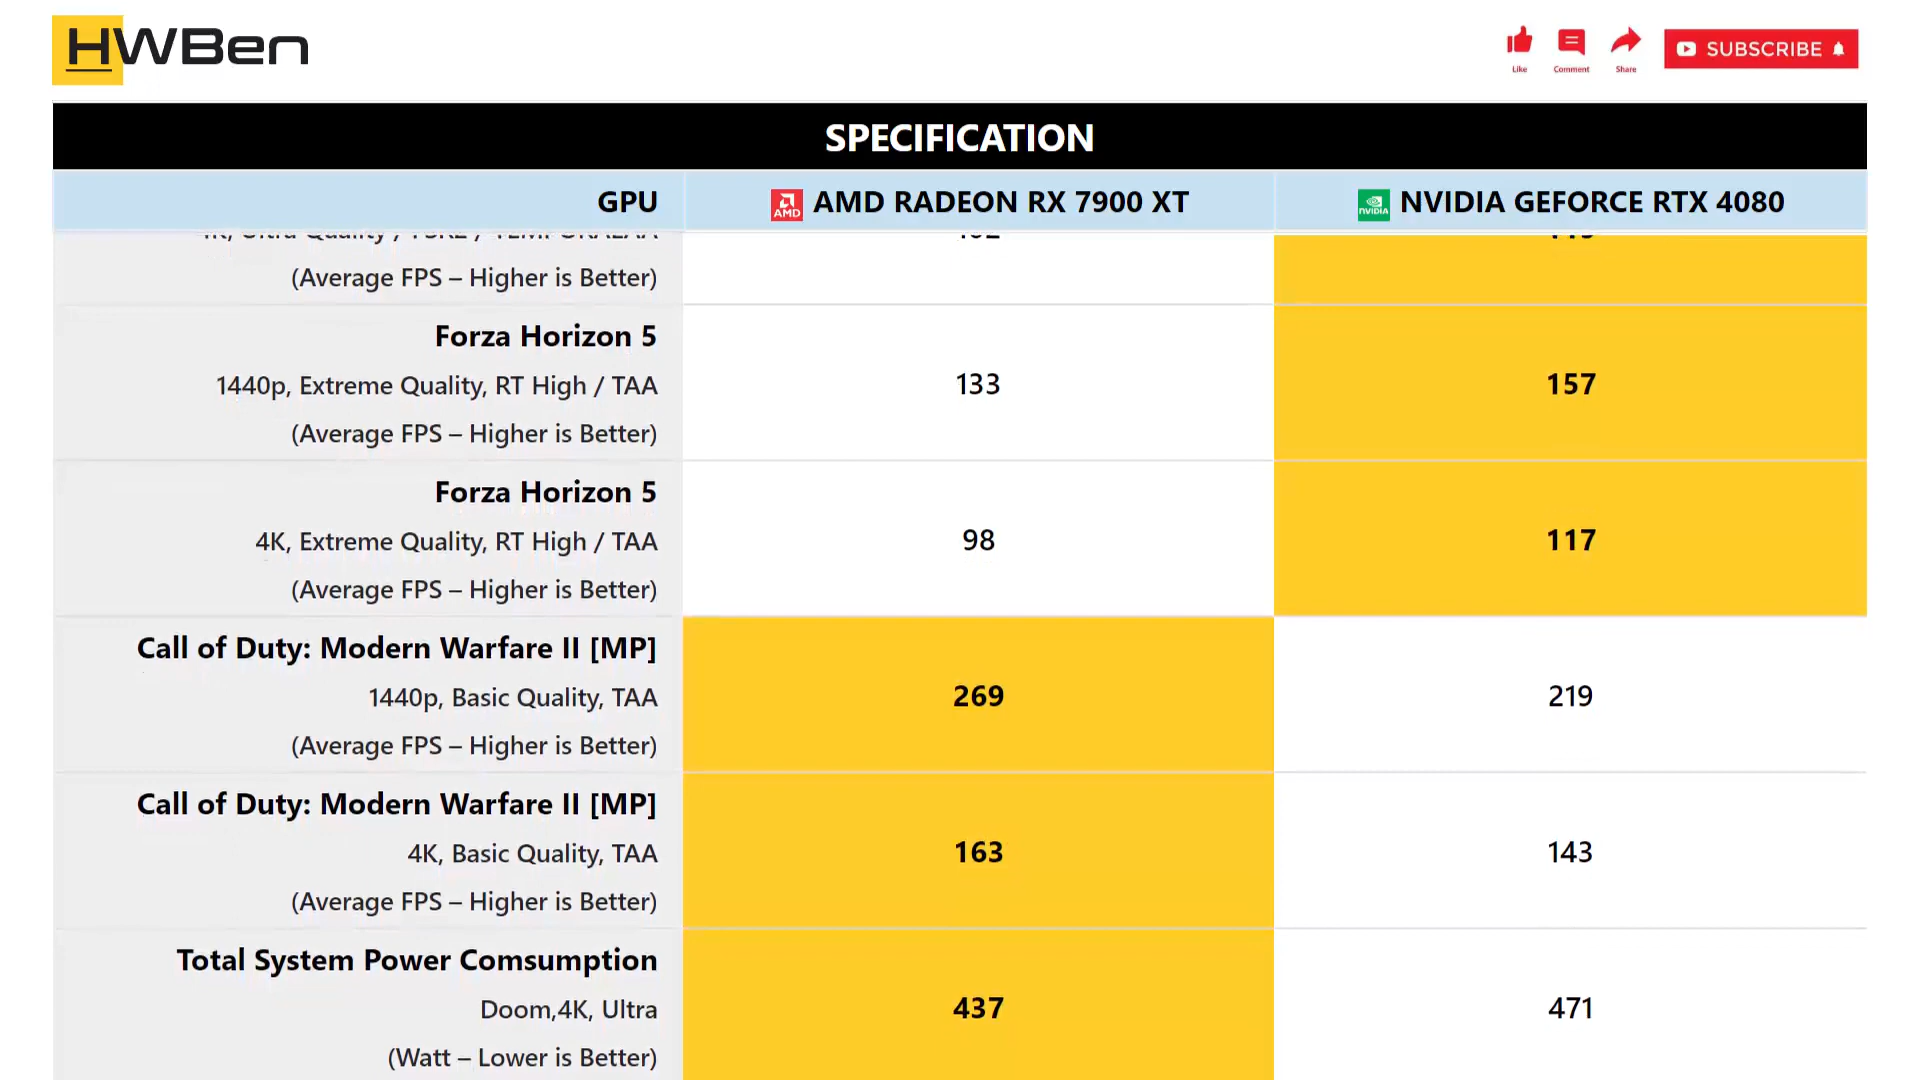 HWBen
Like
Comment
Share
SUBSCRIBE
SPECIFICATION
GPU
AMD
AMD RADEON RX 7900 XT
NVIDIA
NVIDIA GEFORCE RTX 4080
(Average FPS – Higher is Better)
Forza Horizon 5
1440p, Extreme Quality, RT High / TAA
(Average FPS – Higher is Better)
133
157
Forza Horizon 5
4K, Extreme Quality, RT High / TAA
(Average FPS – Higher is Better)
98
117
Call of Duty: Modern Warfare II [MP]
1440p, Basic Quality, TAA
(Average FPS – Higher is Better)
269
219
Call of Duty: Modern Warfare II [MP]
4K, Basic Quality, TAA
(Average FPS – Higher is Better)
163
143
Total System Power Comsumption
Doom,4K, Ultra
(Watt – Lower is Better)
437
471